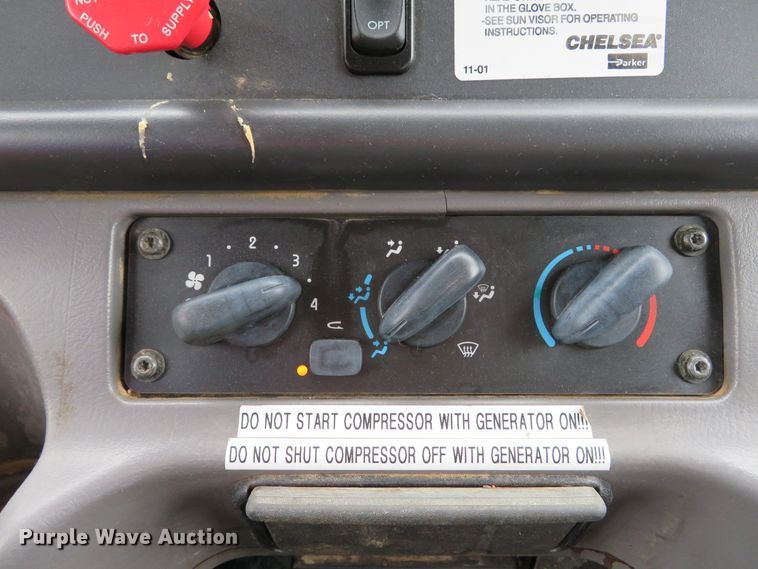 PUSH TO SUPPLY
OPT
IN THE GLOVE BOX.
-SEE SUN VISOR FOR OPERATING
INSTRUCTIONS.
CHELSEA®
11-01
Parker
1 2 3 4
DO NOT START COMPRESSOR WITH GENERATOR ON!!!
DO NOT SHUT COMPRESSOR OFF WITH GENERATOR ON!!!
Purple Wave Auction